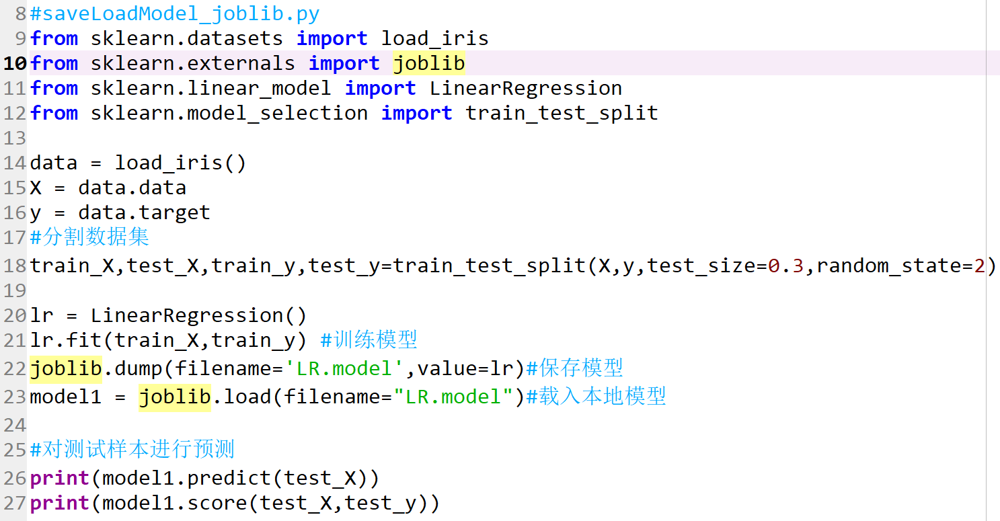 8 #saveLoadModel_joblib.py
9 from sklearn.datasets import load_iris
10 from sklearn.externals import joblib
11 from sklearn.linear_model import LinearRegression
12 from sklearn.model_selection import train_test_split
13
14 data = load_iris()
15 X = data.data
16 y = data.target
17 #分割数据集
18 train_X,test_X,train_y,test_y=train_test_split(X,y,test_size=0.3,random_state=2)
19
20 lr = LinearRegression()
21 lr.fit(train_X,train_y) #训练模型
22 joblib.dump(filename='LR.model',value=lr)#保存模型
23 model1 = joblib.load(filename="LR.model")#载入本地模型
24
25 #对测试样本进行预测
26 print(model1.predict(test_X))
27 print(model1.score(test_X,test_y))